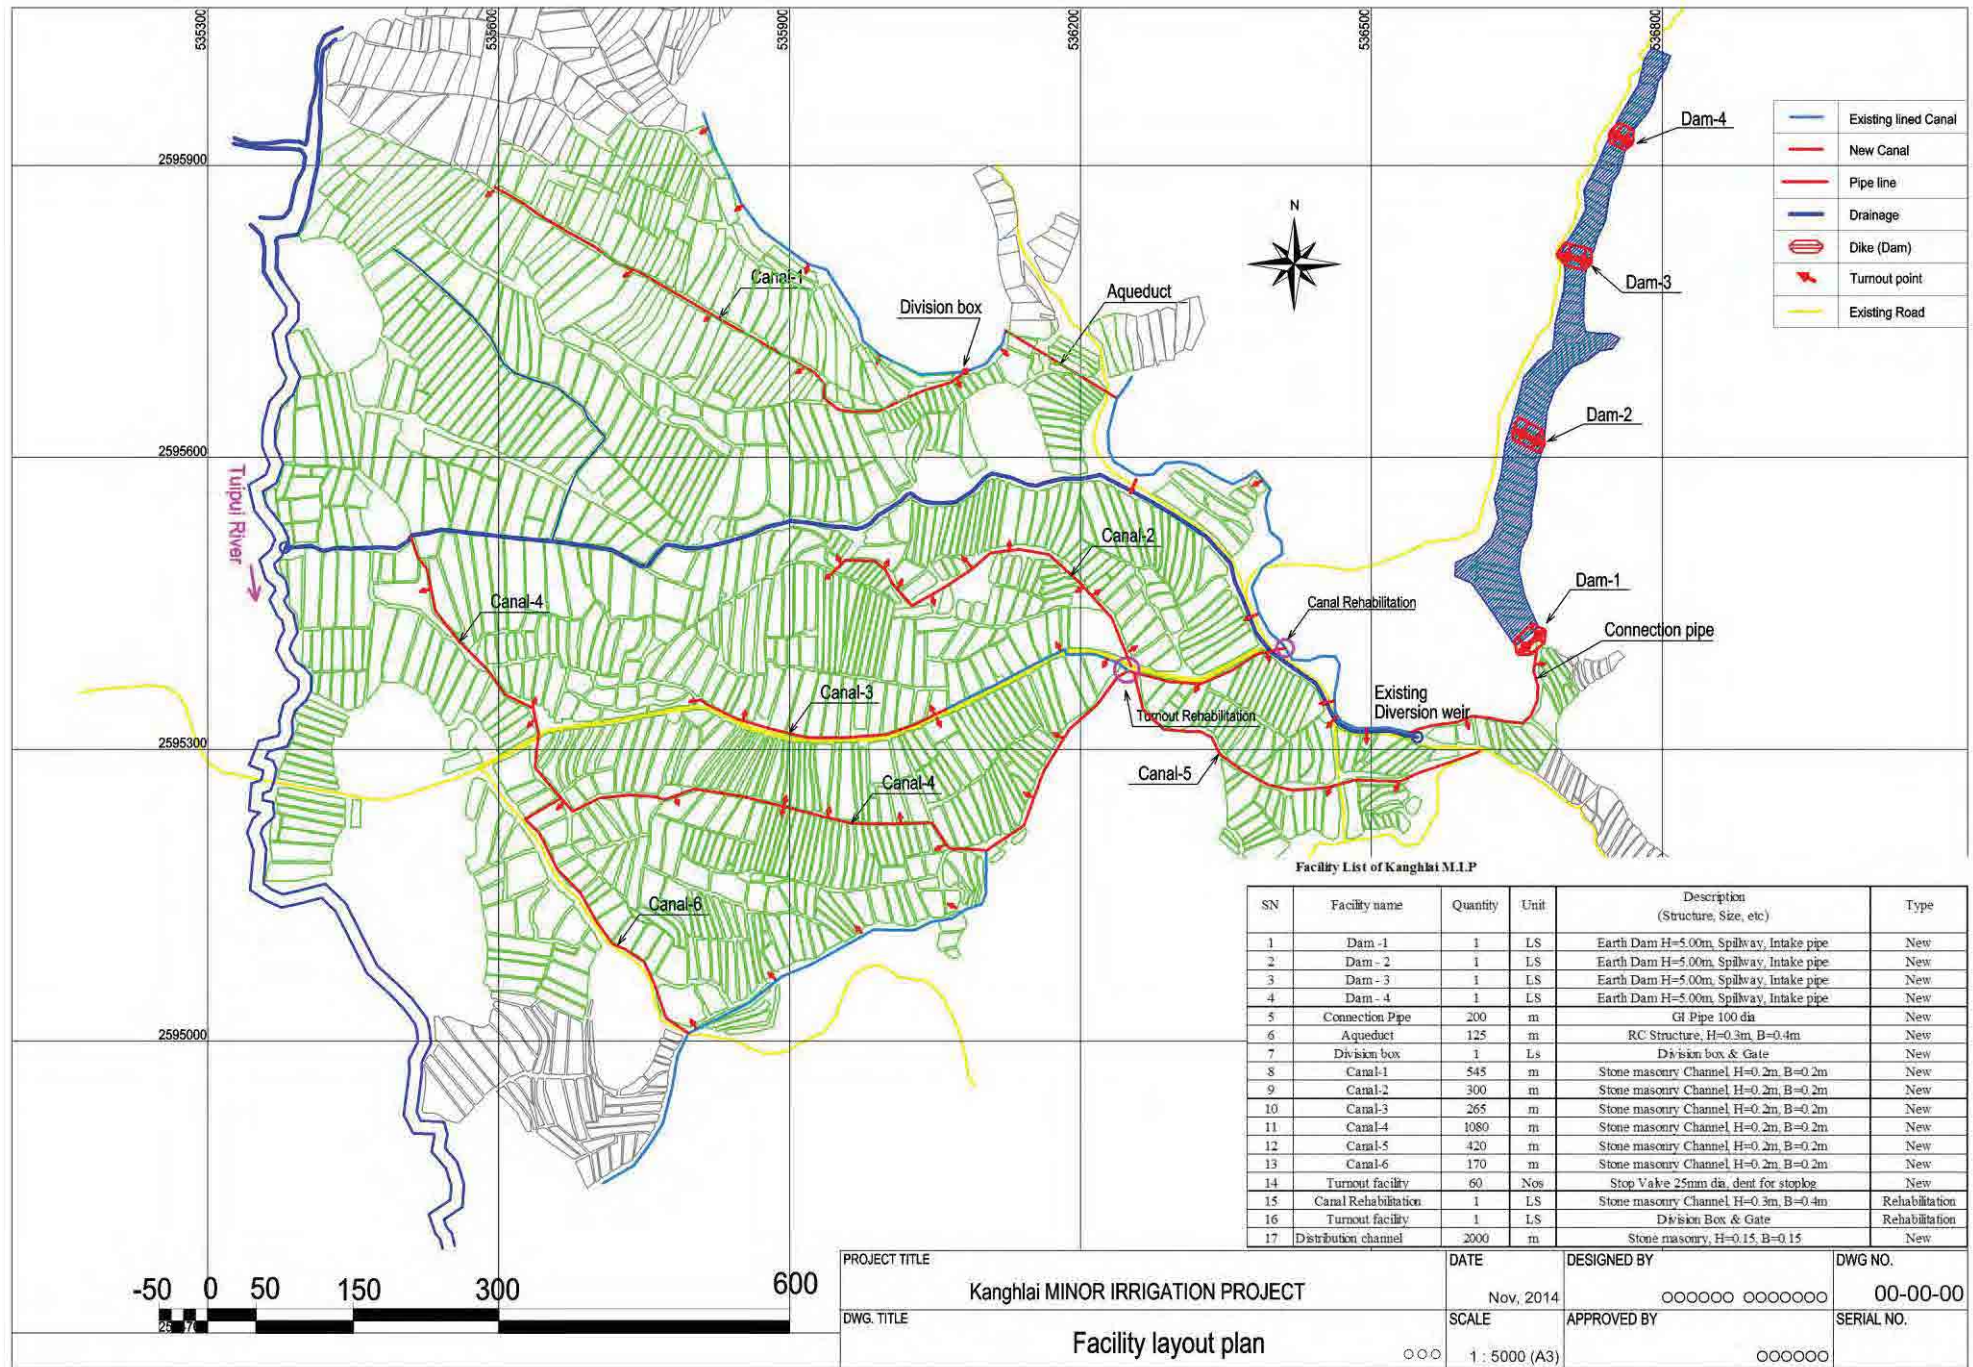 535300
535600
535900
536200
536500
536800
2595900
2595600
2595300
2595000
Existing lined Canal
New Canal
Pipe line
Drainage
Dike (Dam)
Turnout point
Existing Road
N
Dam-4
Dam-3
Dam-2
Dam-1
Connection pipe
Canal-1
Division box
Aqueduct
Canal-2
Tuipui River
Canal-4
Canal Rehabilitation
Canal-3
Turnout Rehabilitation
Existing
Diversion weir
Canal-5
Canal-4
Canal-6
Facility List of Kanghlai M.I.P
SN Facility name Quantity Unit Description (Structure, Size, etc) Type
1 Dam -1 1 LS Earth Dam H=5.00m, Spillway, Intake pipe New
2 Dam - 2 1 LS Earth Dam H=5.00m, Spillway, Intake pipe New
3 Dam - 3 1 LS Earth Dam H=5.00m, Spillway, Intake pipe New
4 Dam - 4 1 LS Earth Dam H=5.00m, Spillway, Intake pipe New
5 Connection Pipe 200 m GI Pipe 100 dia New
6 Aqueduct 125 m RC Structure, H=0.3m, B=0.4m New
7 Division box 1 Ls Division box & Gate New
8 Canal-1 545 m Stone masonry Channel, H=0.2m, B=0.2m New
9 Canal-2 300 m Stone masonry Channel, H=0.2m, B=0.2m New
10 Canal-3 265 m Stone masonry Channel, H=0.2m, B=0.2m New
11 Canal-4 1080 m Stone masonry Channel, H=0.2m, B=0.2m New
12 Canal-5 420 m Stone masonry Channel, H=0.2m, B=0.2m New
13 Canal-6 170 m Stone masonry Channel, H=0.2m, B=0.2m New
14 Turnout facility 60 Nos Stop Valve 25mm dia, dent for stoplog New
15 Canal Rehabilitation 1 LS Stone masonry Channel, H=0.3m, B=0.4m Rehabilitation
16 Turnout facility 1 LS Division Box & Gate Rehabilitation
17 Distribution channel 2000 m Stone masonry, H=0.15, B=0.15 New
-50 0 50 150 300 600
PROJECT TITLE
Kanghlai MINOR IRRIGATION PROJECT
DATE
Nov, 2014
DESIGNED BY
○○○○○○ ○○○○○○○
DWG NO.
00-00-00
DWG. TITLE
Facility layout plan
○○○
SCALE
1 : 5000 (A3)
APPROVED BY
○○○○○○
SERIAL NO.